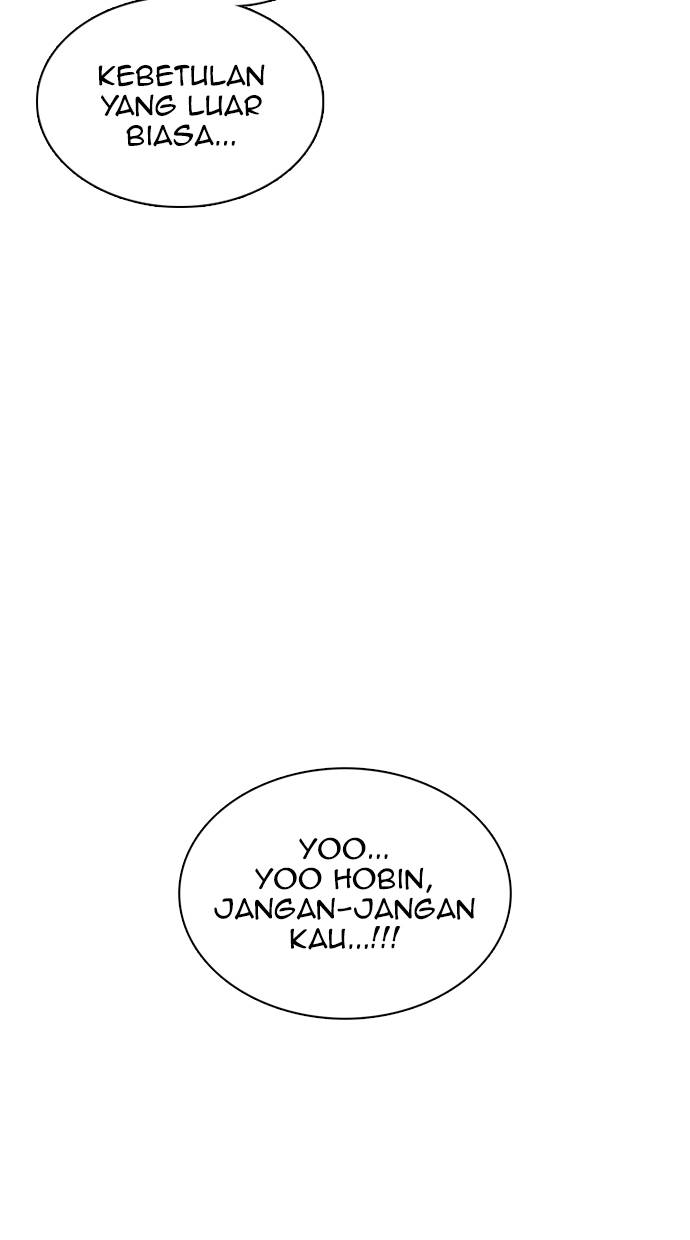 KEBETULAN
YANG LUAR
BIASA...
YOO...
YOO HOBIN,
JANGAN-JANGAN
KAU...!!!